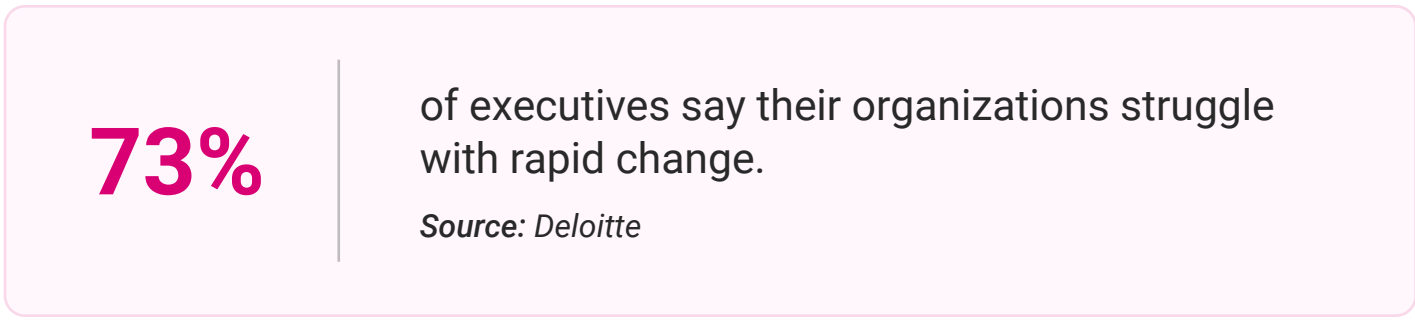 73%
of executives say their organizations struggle
with rapid change.
Source: Deloitte